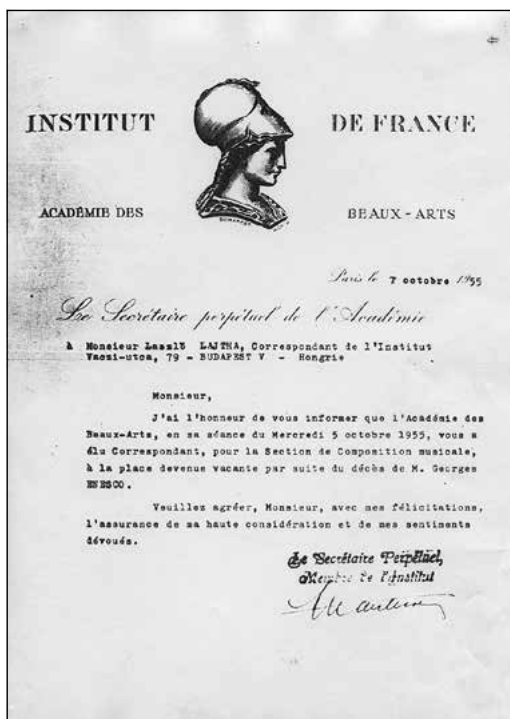 INSTITUT DE FRANCE
ACADÉMIE DES BEAUX-ARTS
Paris le 7 octobre 1955
Le Secrétaire perpétuel de l'Académie
à Monsieur Laszlò LAJTHA, Correspondant de l'Institut
Vaczi-utca, 79 - BUDAPEST V - Hongrie
Monsieur,
J'ai l'honneur de vous informer que l'Académie des
Beaux-Arts, en sa séance du Mercredi 5 octobre 1955, vous a
élu Correspondant, pour la Section de Composition musicale,
à la place devenue vacante par suite du décès de M. Georges
ENESCO.
Veuillez agréer, Monsieur, avec mes félicitations,
l'assurance de ma haute considération et de mes sentiments
dévoués.
Le Secrétaire Perpétuel,
Membre de l'Institut